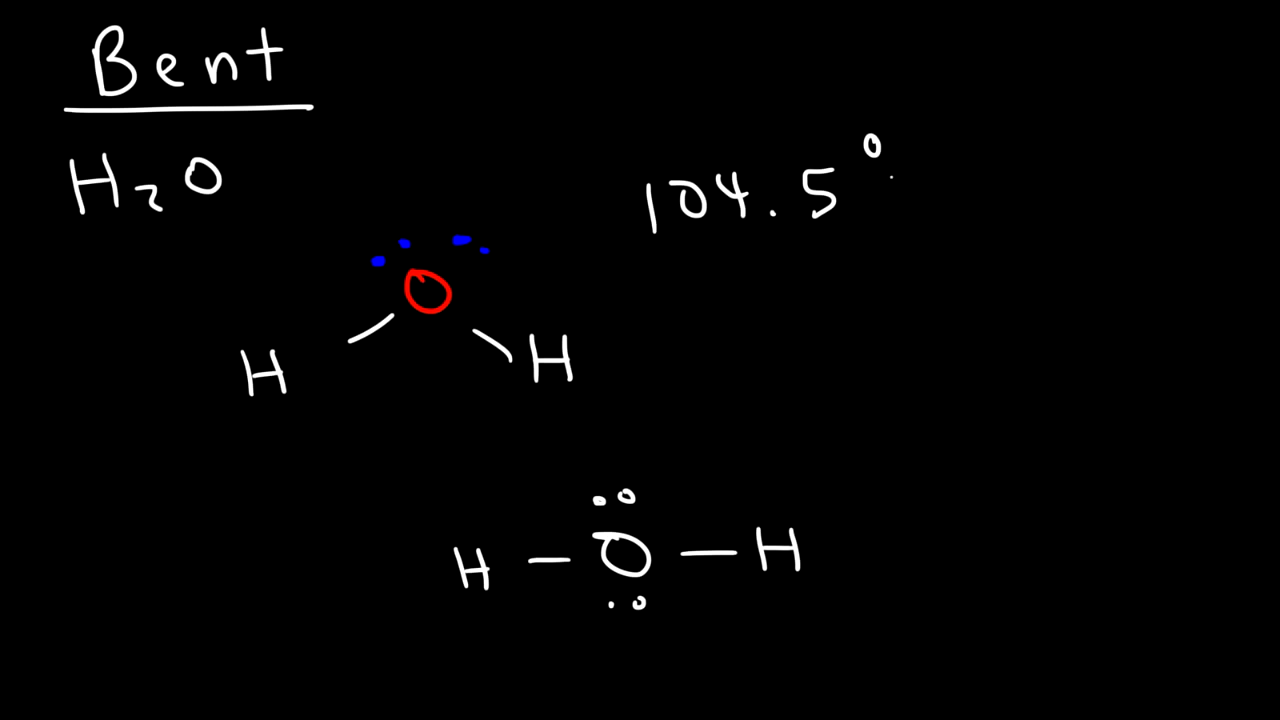 Bent
H₂O
104.5°
O
H H
H - O - H